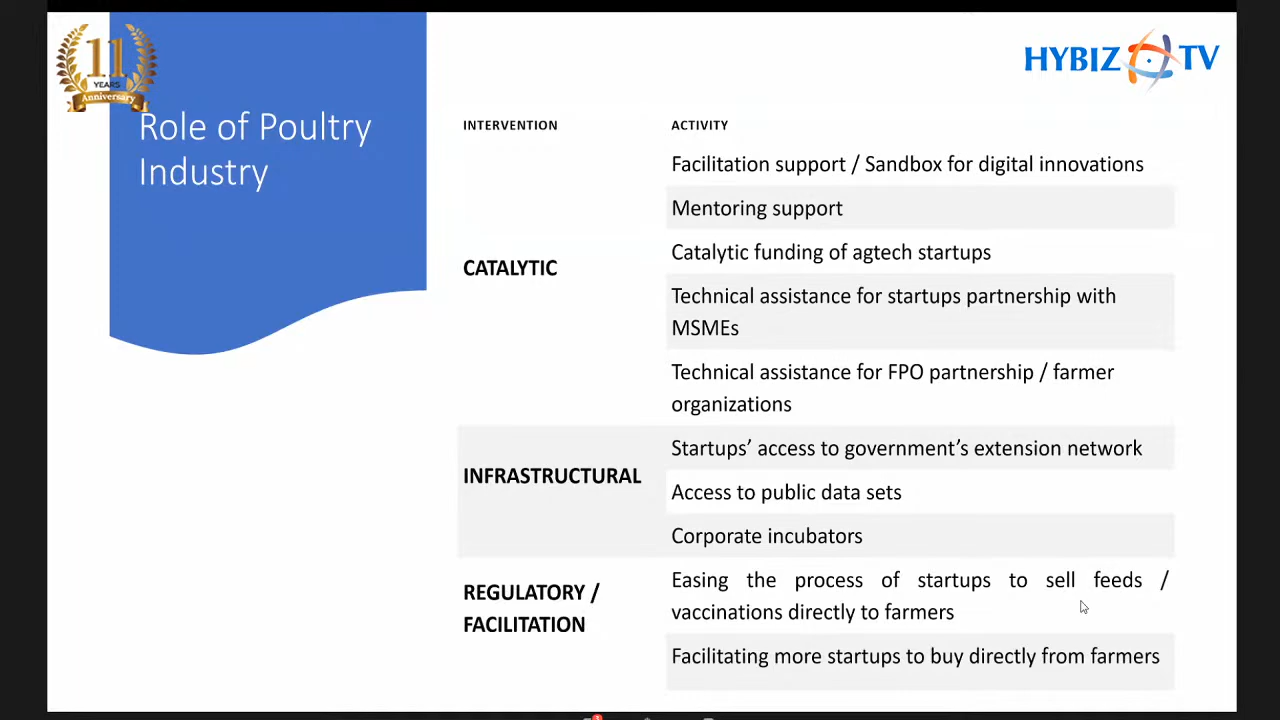 11
YEARS
Anniversary
HYBIZ TV
Role of Poultry
Industry
INTERVENTION
ACTIVITY
CATALYTIC
Facilitation support / Sandbox for digital innovations
Mentoring support
Catalytic funding of agtech startups
Technical assistance for startups partnership with
MSMEs
Technical assistance for FPO partnership / farmer
organizations
INFRASTRUCTURAL
Startups’ access to government’s extension network
Access to public data sets
Corporate incubators
REGULATORY /
FACILITATION
Easing the process of startups to sell feeds /
vaccinations directly to farmers
Facilitating more startups to buy directly from farmers